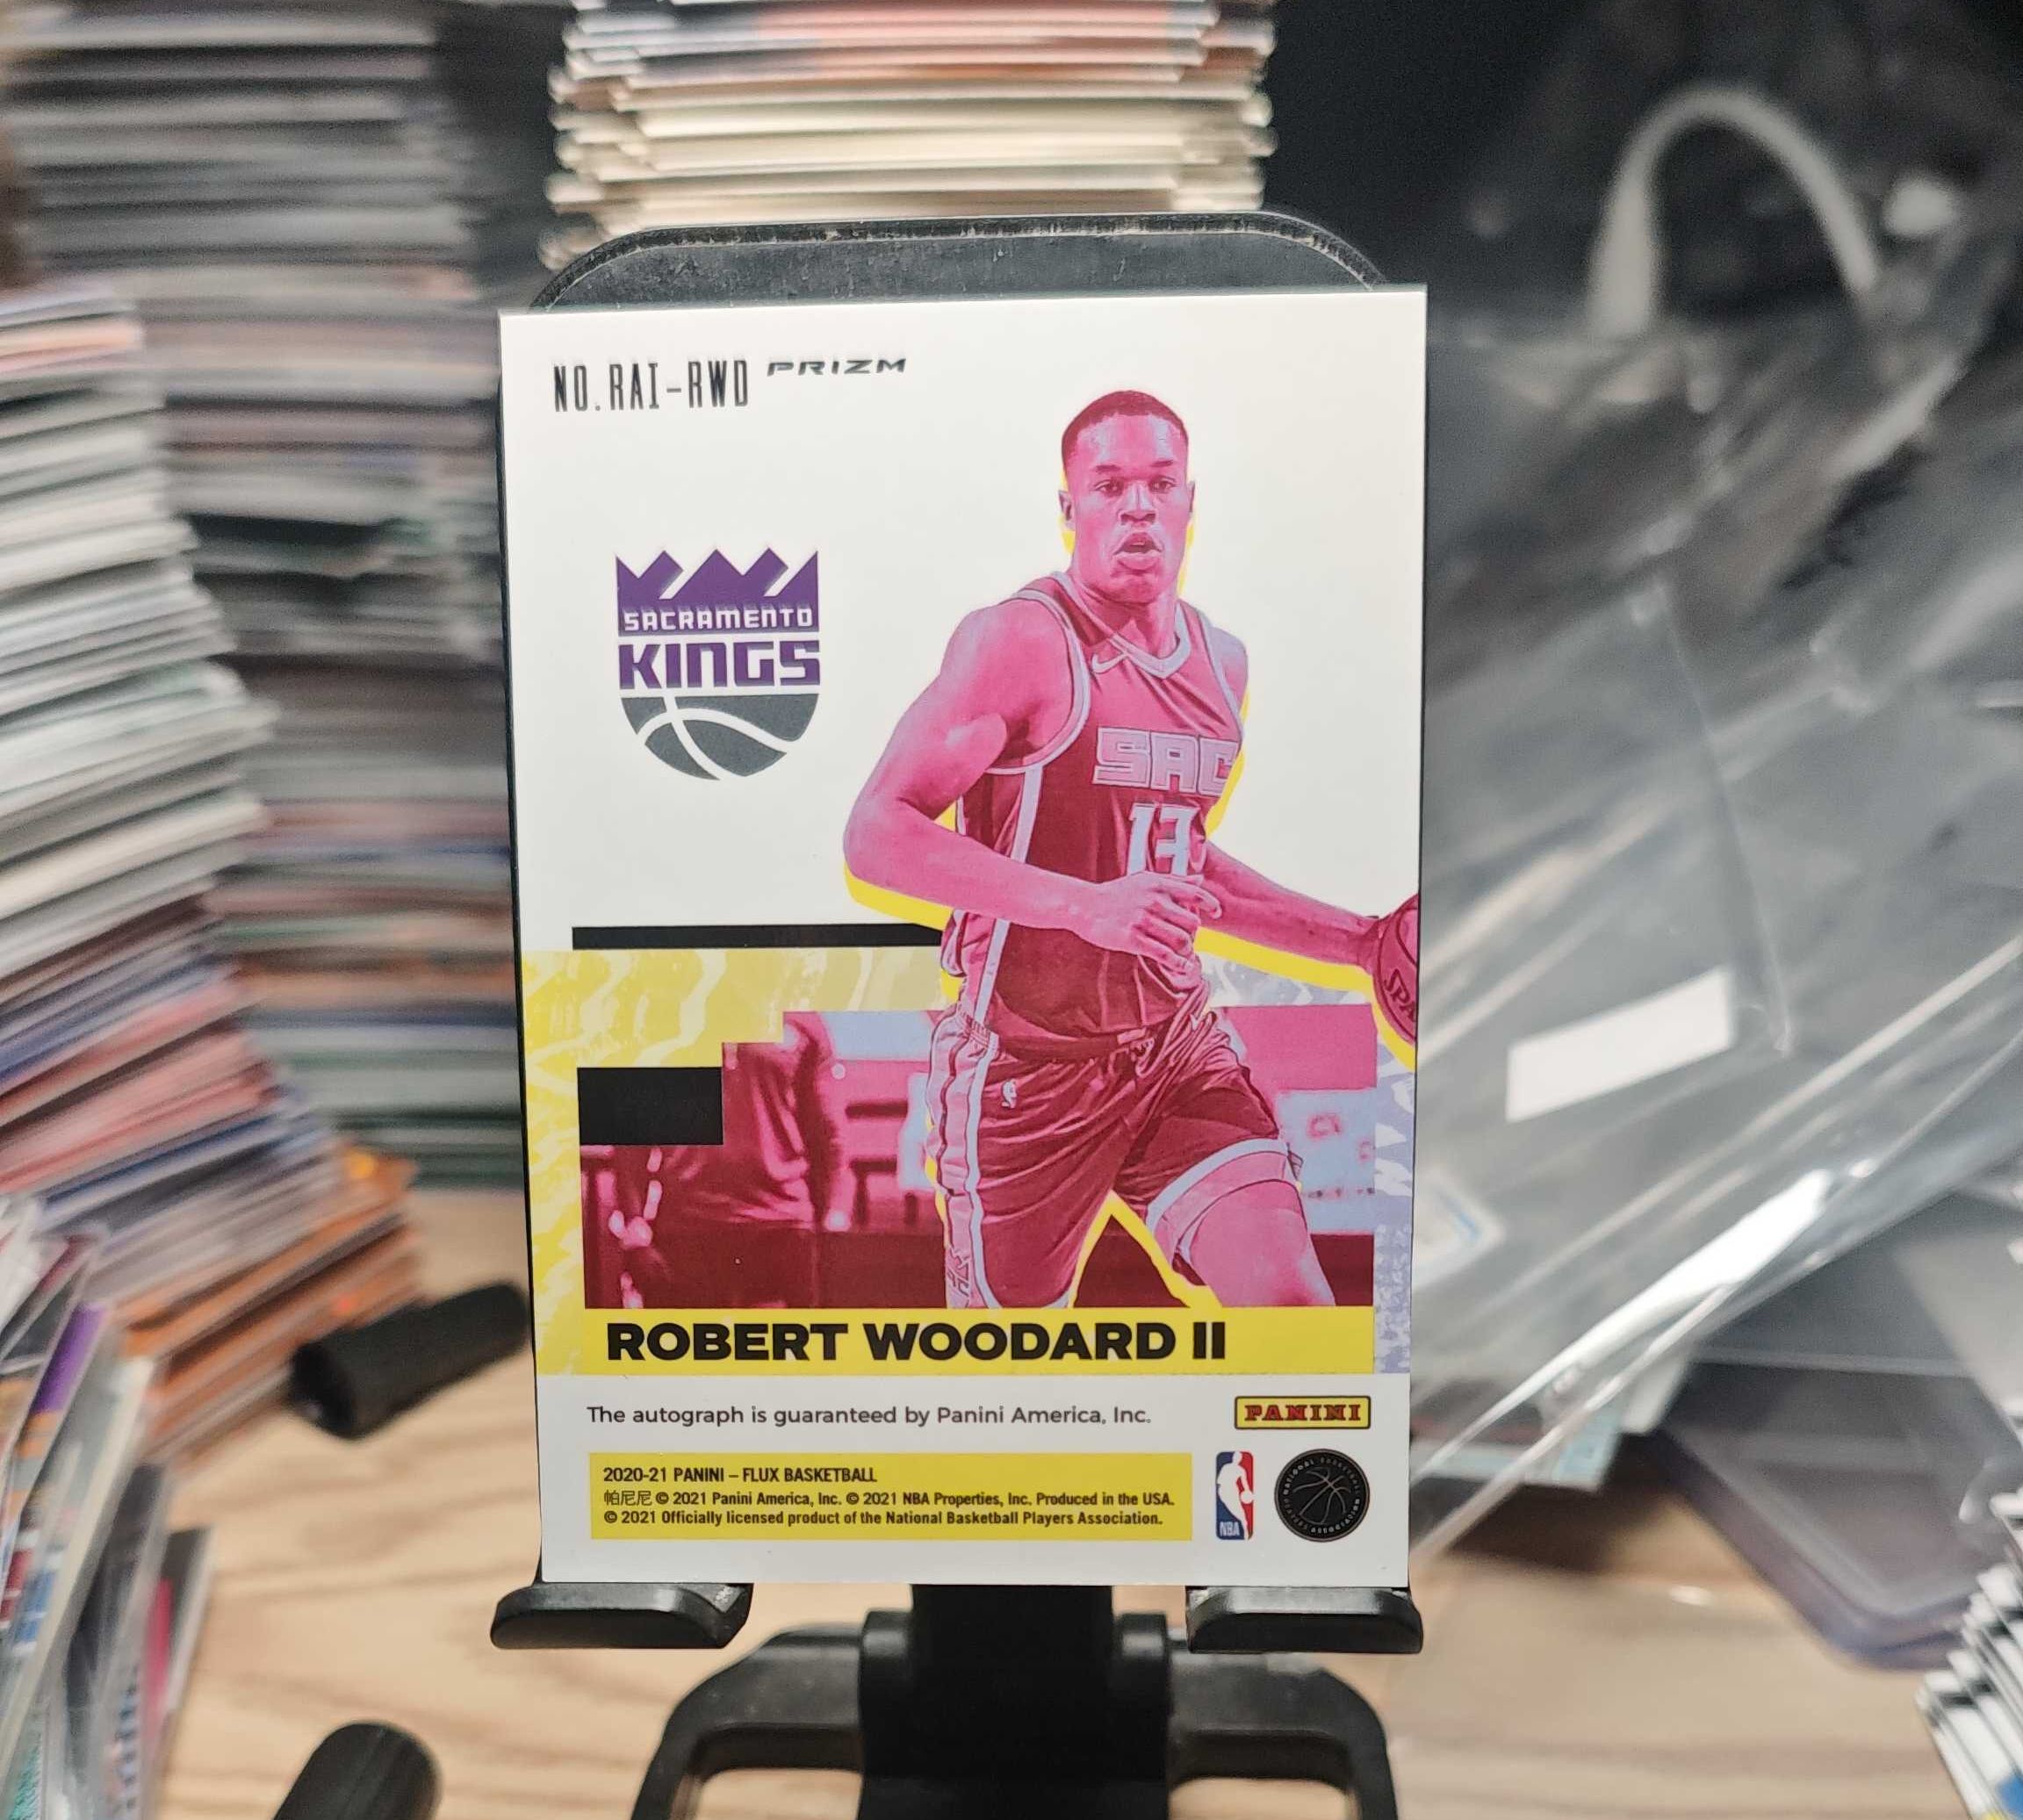 NO.RAI-RWD PRIZM
SACRAMENTO
KINGS
SAC
13
ROBERT WOODARD II
The autograph is guaranteed by Panini America, Inc.
PANINI
2020-21 PANINI – FLUX BASKETBALL
帕尼尼 © 2021 Panini America, Inc. © 2021 NBA Properties, Inc. Produced in the USA.
© 2021 Officially licensed product of the National Basketball Players Association.
NBA